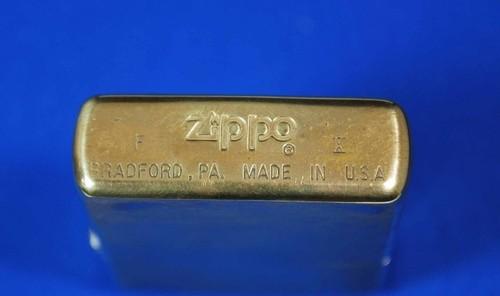 Zippo ®
F X
BRADFORD, PA. MADE IN U.S.A